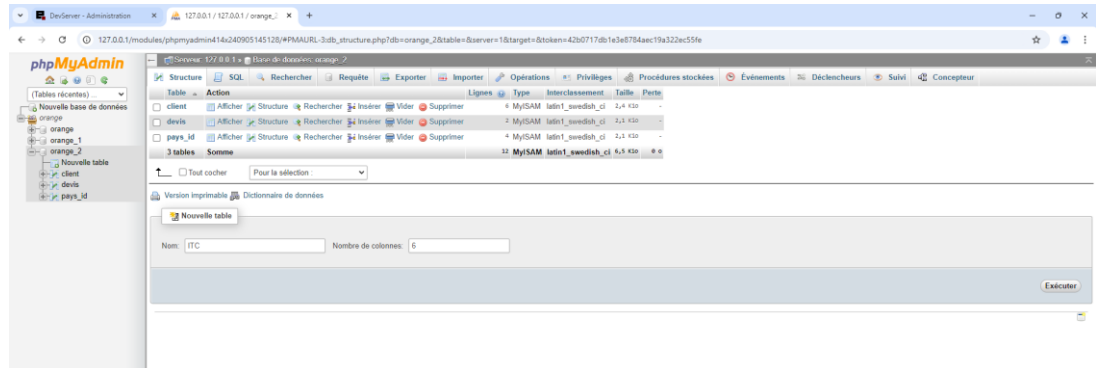 DevServer - Administration
127.0.0.1 / 127.0.0.1 / orange_2
127.0.0.1/modules/phpmyadmin414x240905145128/#PMAURL-3:db_structure.php?db=orange_2&table=&server=1&target=&token=42b0717db1e3e8784aec19a322ec55fe
phpMyAdmin
(Tables récentes) ...
Nouvelle base de données
orange
orange
orange_1
orange_2
Nouvelle table
client
devis
pays_id
Serveur: 127.0.0.1 » Base de données: orange_2
Structure SQL Rechercher Requête Exporter Importer Opérations Privilèges Procédures stockées Événements Déclencheurs Suivi Concepteur
Table Action Lignes Type Interclassement Taille Perte
client Afficher Structure Rechercher Insérer Vider Supprimer 6 MyISAM latin1_swedish_ci 2,4 Kio -
devis Afficher Structure Rechercher Insérer Vider Supprimer 2 MyISAM latin1_swedish_ci 2,1 Kio -
pays_id Afficher Structure Rechercher Insérer Vider Supprimer 4 MyISAM latin1_swedish_ci 2,1 Kio -
3 tables Somme 12 MyISAM latin1_swedish_ci 6,5 Kio 0 o
Tout cocher Pour la sélection :
Version imprimable Dictionnaire de données
Nouvelle table
Nom: ITC Nombre de colonnes: 6
Exécuter